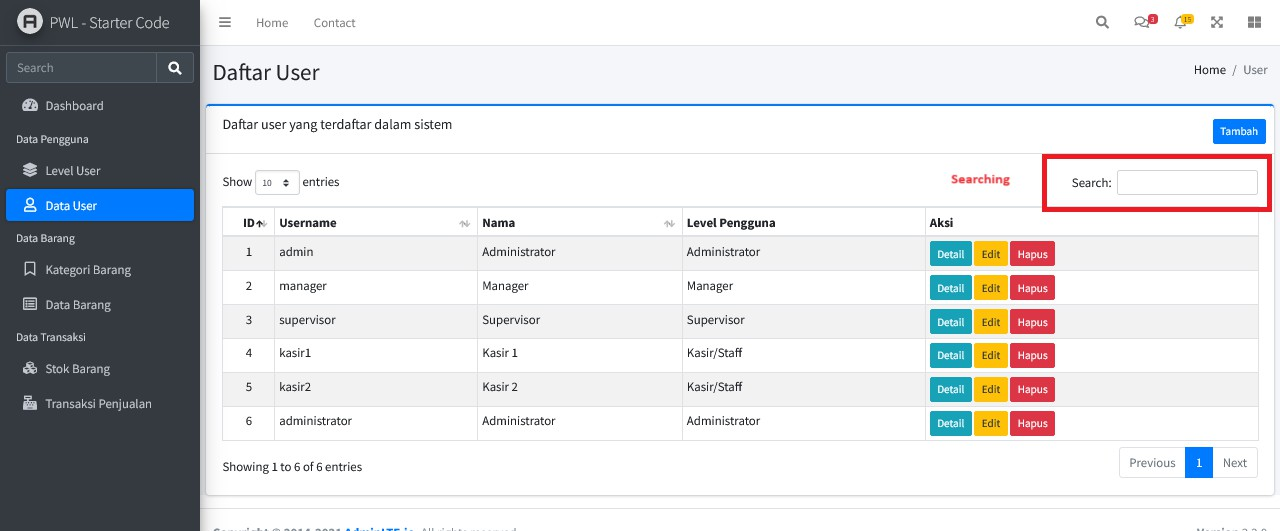 PWL - Starter Code
Home Contact
3
15
Search
Daftar User
Home / User
Dashboard
Data Pengguna
Level User
Data User
Data Barang
Kategori Barang
Data Barang
Data Transaksi
Stok Barang
Transaksi Penjualan
Daftar user yang terdaftar dalam sistem
Tambah
Show 10 entries
Searching
Search:
ID Username Nama Level Pengguna Aksi
1 admin Administrator Administrator Detail Edit Hapus
2 manager Manager Manager Detail Edit Hapus
3 supervisor Supervisor Supervisor Detail Edit Hapus
4 kasir1 Kasir 1 Kasir/Staff Detail Edit Hapus
5 kasir2 Kasir 2 Kasir/Staff Detail Edit Hapus
6 administrator Administrator Administrator Detail Edit Hapus
Showing 1 to 6 of 6 entries
Previous 1 Next